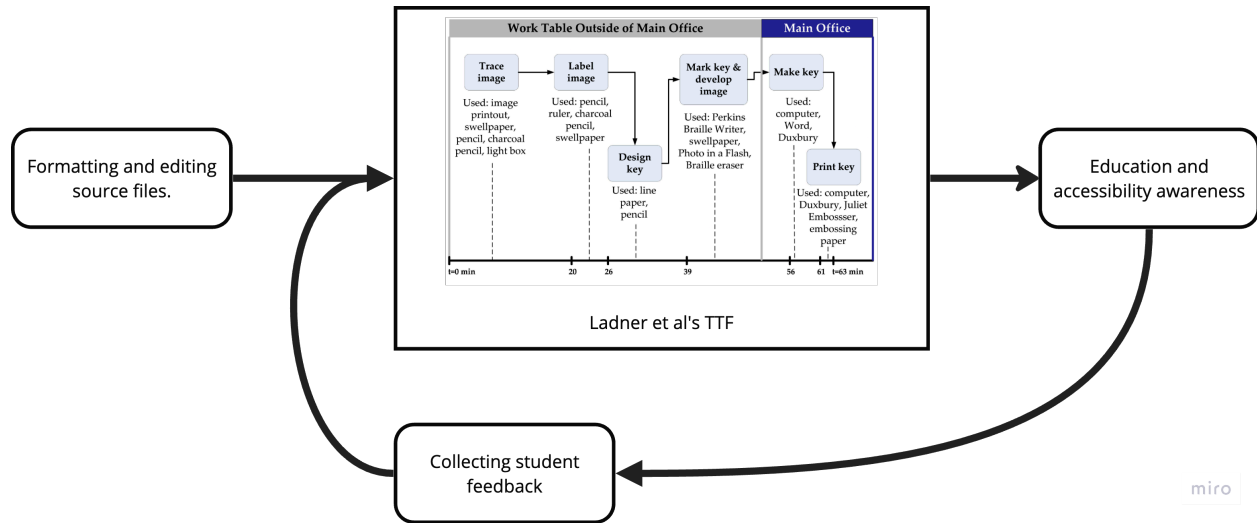 Work Table Outside of Main Office
Main Office
Trace
image
Used: image
printout,
swellpaper,
pencil, charcoal
pencil, light box
Label
image
Used: pencil,
ruler, charcoal
pencil,
swellpaper
Design
key
Used: line
paper,
pencil
Mark key &
develop
image
Used: Perkins
Braille Writer,
swellpaper,
Photo in a Flash,
Braille eraser
Make key
Used:
computer,
Word,
Duxbury
Print key
Used: computer,
Duxbury, Juliet
Embossser,
embossing
paper
t=0 min
20
26
39
56
61
t=63 min
Ladner et al's TTF
Formatting and editing
source files.
Education and
accessibility awareness
Collecting student
feedback
miro